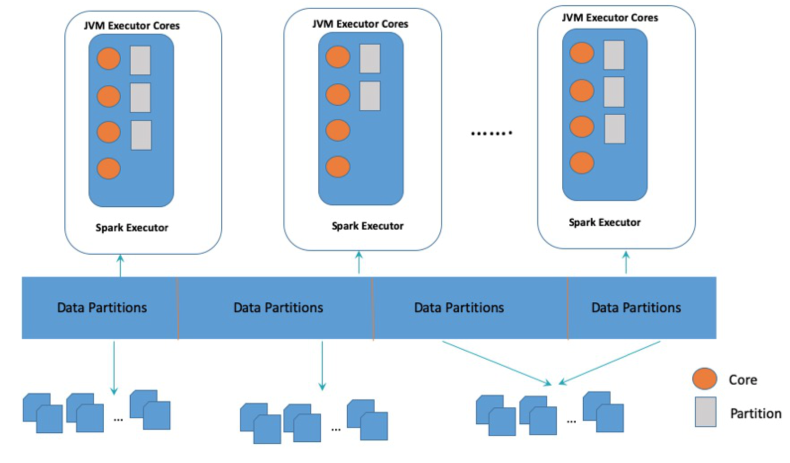 JVM Executor Cores
Spark Executor
JVM Executor Cores
Spark Executor
…….
JVM Executor Cores
Spark Executor
Data Partitions
Data Partitions
Data Partitions
Data Partitions
...
...
...
Core
Partition